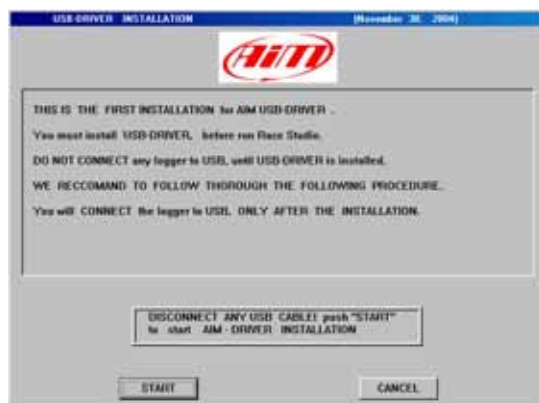 USB-DRIVER INSTALLATION (November 30, 2004)
AiM
THIS IS THE FIRST INSTALLATION for AIM USB-DRIVER .
You must install USB-DRIVER, before run Race Studio.
DO NOT CONNECT any logger to USB, until USB-DRIVER is installed.
WE RECCOMAND TO FOLLOW THOROUGH THE FOLLOWING PROCEDURE.
You will CONNECT the logger to USB, ONLY AFTER THE INSTALLATION.
DISCONNECT ANY USB CABLE! push "START"
to start AIM - DRIVER INSTALLATION
START CANCEL